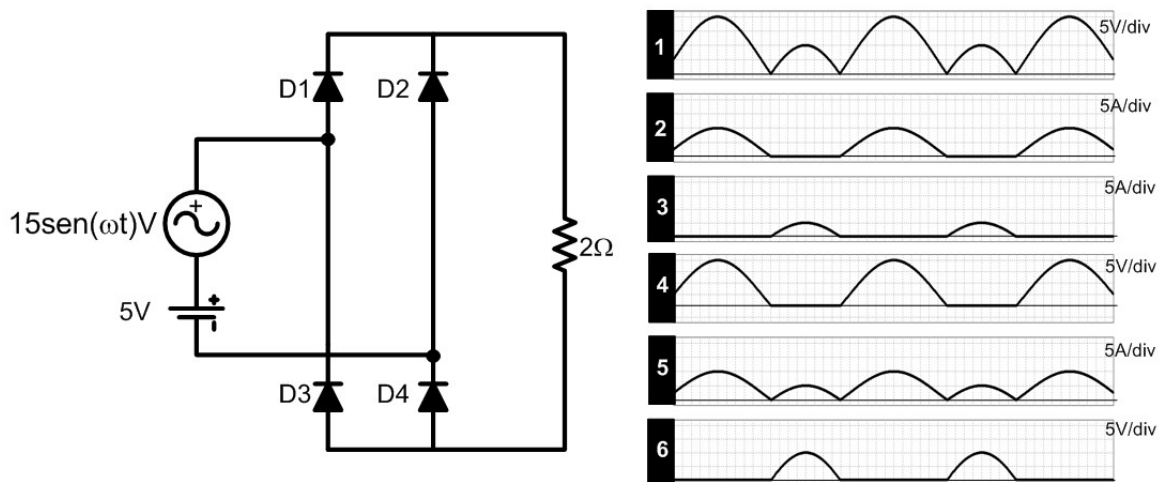 D1
D2
D3
D4
15sen(ωt)V
+
5V
+
-
2Ω
1
5V/div
2
5A/div
3
5A/div
4
5V/div
5
5A/div
6
5V/div